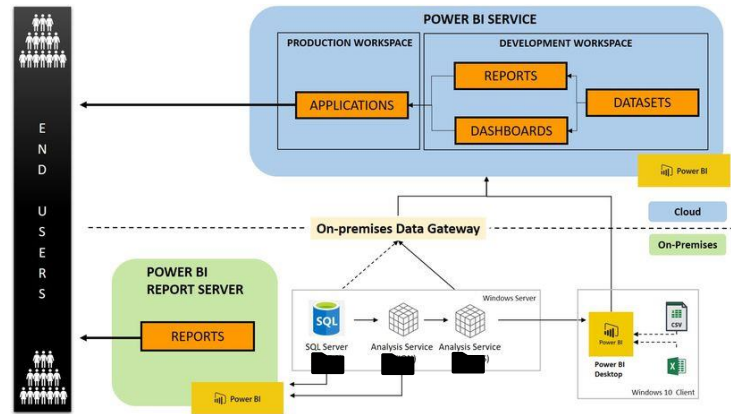 POWER BI SERVICE
PRODUCTION WORKSPACE
DEVELOPMENT WORKSPACE
REPORTS
APPLICATIONS
DATASETS
DASHBOARDS
Power BI
END USERS
Cloud
On-premises Data Gateway
On-Premises
POWER BI
REPORT SERVER
REPORTS
Power BI
Windows Server
SQL
SQL Server
Analysis Service
Analysis Service
Power BI
Power BI
Desktop
CSV
X
Windows 10 Client